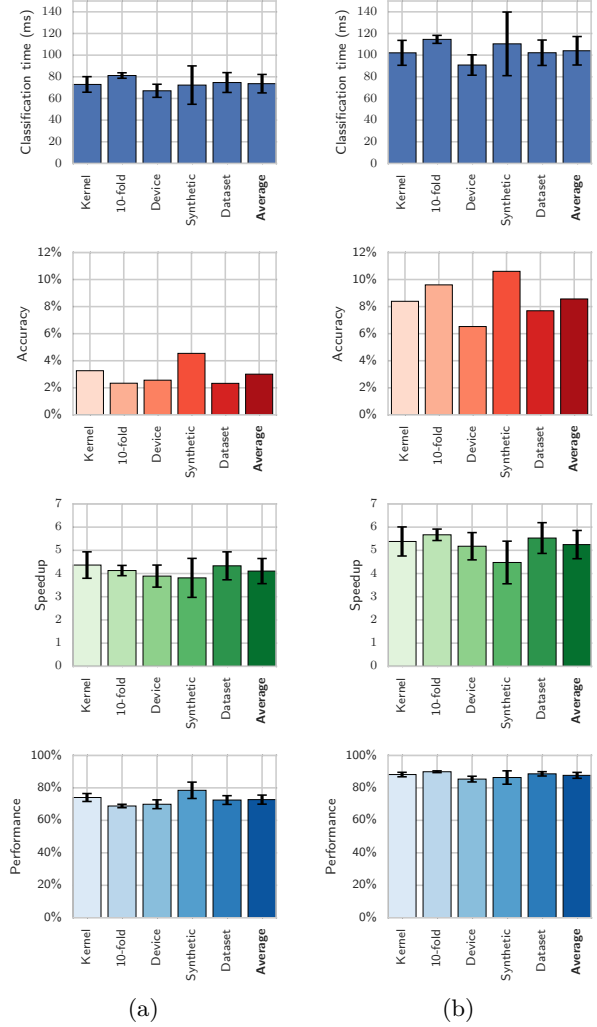 Classification time (ms)
140
120
100
80
60
40
20
0
Kernel
10-fold
Device
Synthetic
Dataset
Average
Classification time (ms)
140
120
100
80
60
40
20
0
Kernel
10-fold
Device
Synthetic
Dataset
Average
Accuracy
12%
10%
8%
6%
4%
2%
0%
Kernel
10-fold
Device
Synthetic
Dataset
Average
Accuracy
12%
10%
8%
6%
4%
2%
0%
Kernel
10-fold
Device
Synthetic
Dataset
Average
Speedup
7
6
5
4
3
2
1
0
Kernel
10-fold
Device
Synthetic
Dataset
Average
Speedup
7
6
5
4
3
2
1
0
Kernel
10-fold
Device
Synthetic
Dataset
Average
Performance
100%
80%
60%
40%
20%
0%
Kernel
10-fold
Device
Synthetic
Dataset
Average
Performance
100%
80%
60%
40%
20%
0%
Kernel
10-fold
Device
Synthetic
Dataset
Average
(a)
(b)